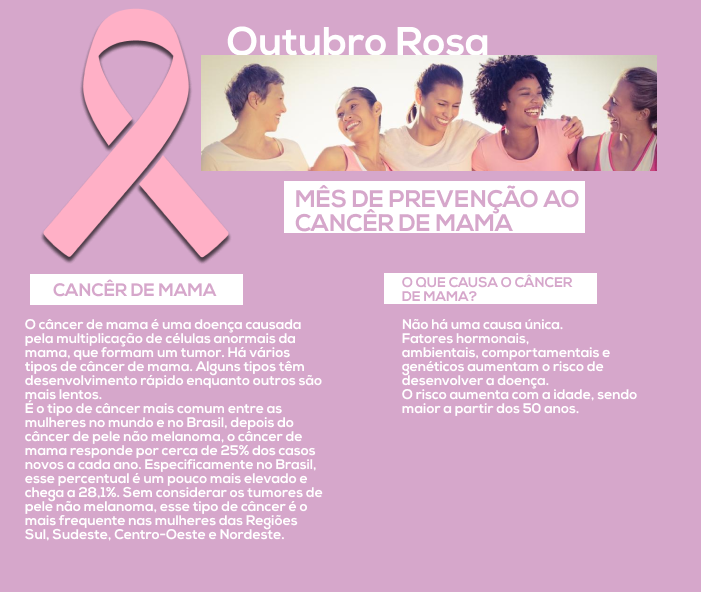 Outubro Rosa
MÊS DE PREVENÇÃO AO
CANCÊR DE MAMA
CANCÊR DE MAMA
O câncer de mama é uma doença causada
pela multiplicação de células anormais da
mama, que formam um tumor. Há vários
tipos de câncer de mama. Alguns tipos têm
desenvolvimento rápido enquanto outros são
mais lentos.
É o tipo de câncer mais comum entre as
mulheres no mundo e no Brasil, depois do
câncer de pele não melanoma, o câncer de
mama responde por cerca de 25% dos casos
novos a cada ano. Especificamente no Brasil,
esse percentual é um pouco mais elevado e
chega a 28,1%. Sem considerar os tumores de
pele não melanoma, esse tipo de câncer é o
mais frequente nas mulheres das Regiões
Sul, Sudeste, Centro-Oeste e Nordeste.
O QUE CAUSA O CÂNCER
DE MAMA?
Não há uma causa única.
Fatores hormonais,
ambientais, comportamentais e
genéticos aumentam o risco de
desenvolver a doença.
O risco aumenta com a idade, sendo
maior a partir dos 50 anos.